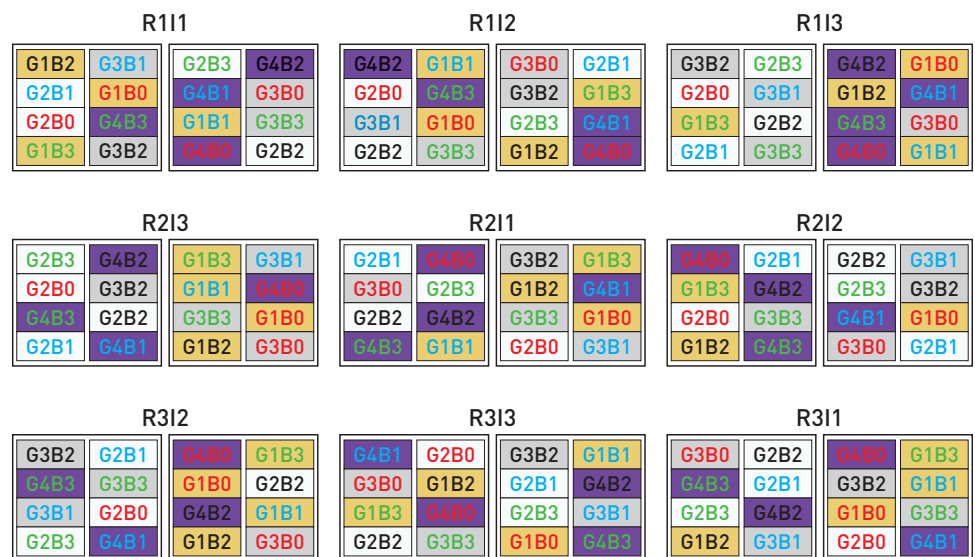 R1I1 R1I2 R1I3
G1B2 G3B1 G2B3 G4B2 G4B2 G1B1 G3B0 G2B1 G3B2 G2B3 G4B2 G1B0
G2B1 G1B0 G4B1 G3B0 G2B0 G4B3 G3B2 G1B3 G2B0 G3B1 G1B2 G4B1
G2B0 G4B3 G1B1 G3B3 G3B1 G1B0 G2B3 G4B1 G1B3 G2B2 G4B3 G3B0
G1B3 G3B2 G4B0 G2B2 G2B2 G3B3 G1B2 G4B0 G2B1 G3B3 G4B0 G1B1
R2I3 R2I1 R2I2
G2B3 G4B2 G1B3 G3B1 G2B1 G4B0 G3B2 G1B3 G4B0 G2B1 G2B2 G3B1
G2B0 G3B2 G1B1 G4B0 G3B0 G2B3 G1B2 G4B1 G1B3 G4B2 G2B3 G3B2
G4B3 G2B2 G3B3 G1B0 G2B2 G4B2 G3B3 G1B0 G2B0 G3B3 G4B1 G1B0
G2B1 G4B1 G1B2 G3B0 G4B3 G1B1 G2B0 G3B1 G1B2 G4B3 G3B0 G2B1
R3I2 R3I3 R3I1
G3B2 G2B1 G4B0 G1B3 G4B1 G2B0 G3B2 G1B1 G3B0 G2B2 G4B0 G1B3
G4B3 G3B3 G1B0 G2B2 G3B0 G1B2 G2B1 G4B2 G4B3 G2B1 G3B2 G1B1
G3B1 G2B0 G4B2 G1B1 G1B3 G4B0 G2B3 G3B1 G2B3 G4B2 G1B0 G3B3
G2B3 G4B1 G1B2 G3B0 G2B2 G3B3 G1B0 G4B3 G1B2 G3B1 G2B0 G4B1